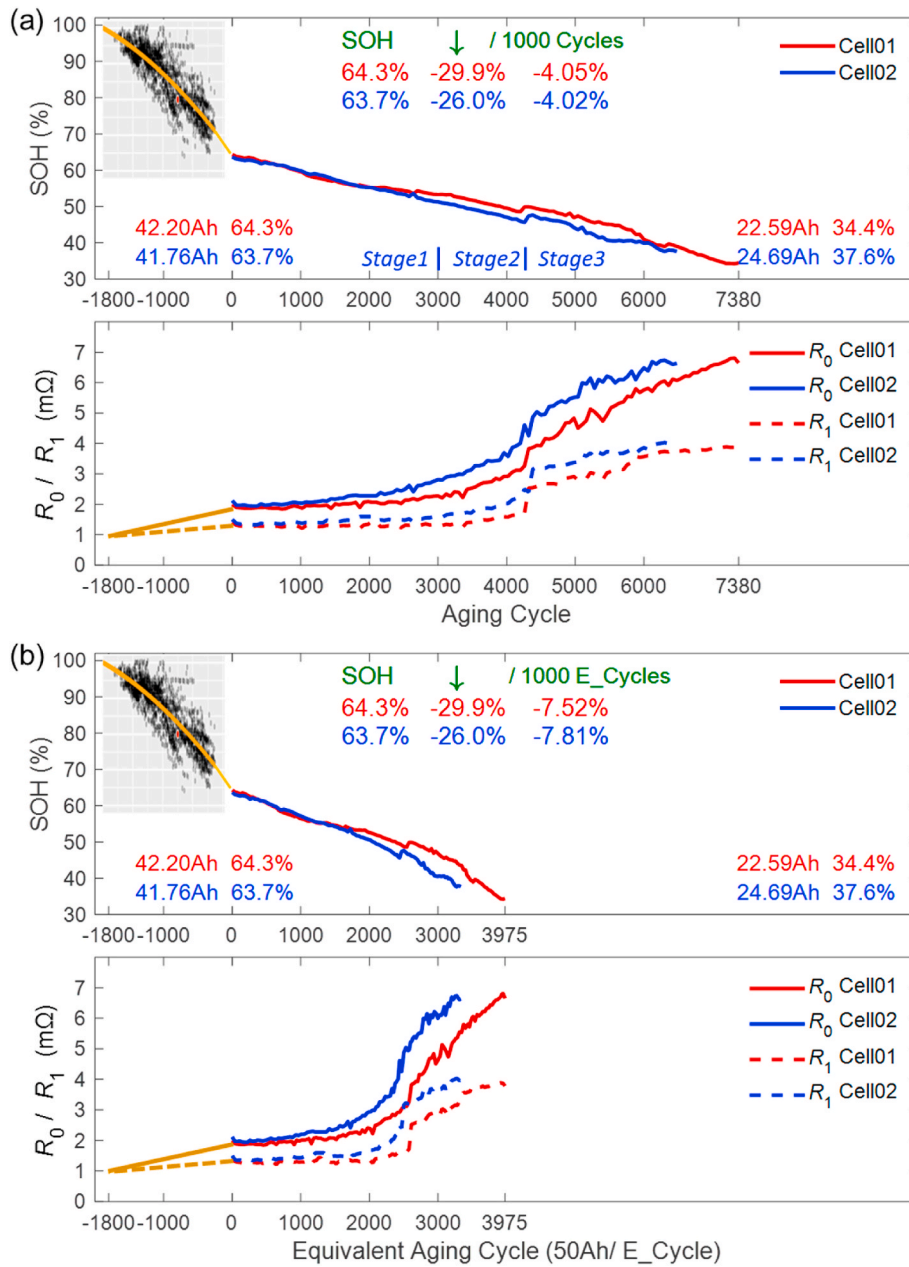 (a)
100
90
80
70
60
50
40
30
SOH (%)
SOH ↓ / 1000 Cycles
64.3% -29.9% -4.05%
63.7% -26.0% -4.02%
Cell01
Cell02
42.20Ah 64.3%
41.76Ah 63.7%
Stage1 Stage2 Stage3
22.59Ah 34.4%
24.69Ah 37.6%
-1800 -1000 0 1000 2000 3000 4000 5000 6000 7380
7
6
5
4
3
2
1
0
R0 / R1 (mΩ)
R0 Cell01
R0 Cell02
R1 Cell01
R1 Cell02
-1800 -1000 0 1000 2000 3000 4000 5000 6000 7380
Aging Cycle
(b)
100
90
80
70
60
50
40
30
SOH (%)
SOH ↓ / 1000 E_Cycles
64.3% -29.9% -7.52%
63.7% -26.0% -7.81%
Cell01
Cell02
42.20Ah 64.3%
41.76Ah 63.7%
22.59Ah 34.4%
24.69Ah 37.6%
-1800 -1000 0 1000 2000 3000 3975
7
6
5
4
3
2
1
0
R0 / R1 (mΩ)
R0 Cell01
R0 Cell02
R1 Cell01
R1 Cell02
-1800 -1000 0 1000 2000 3000 3975
Equivalent Aging Cycle (50Ah/ E_Cycle)